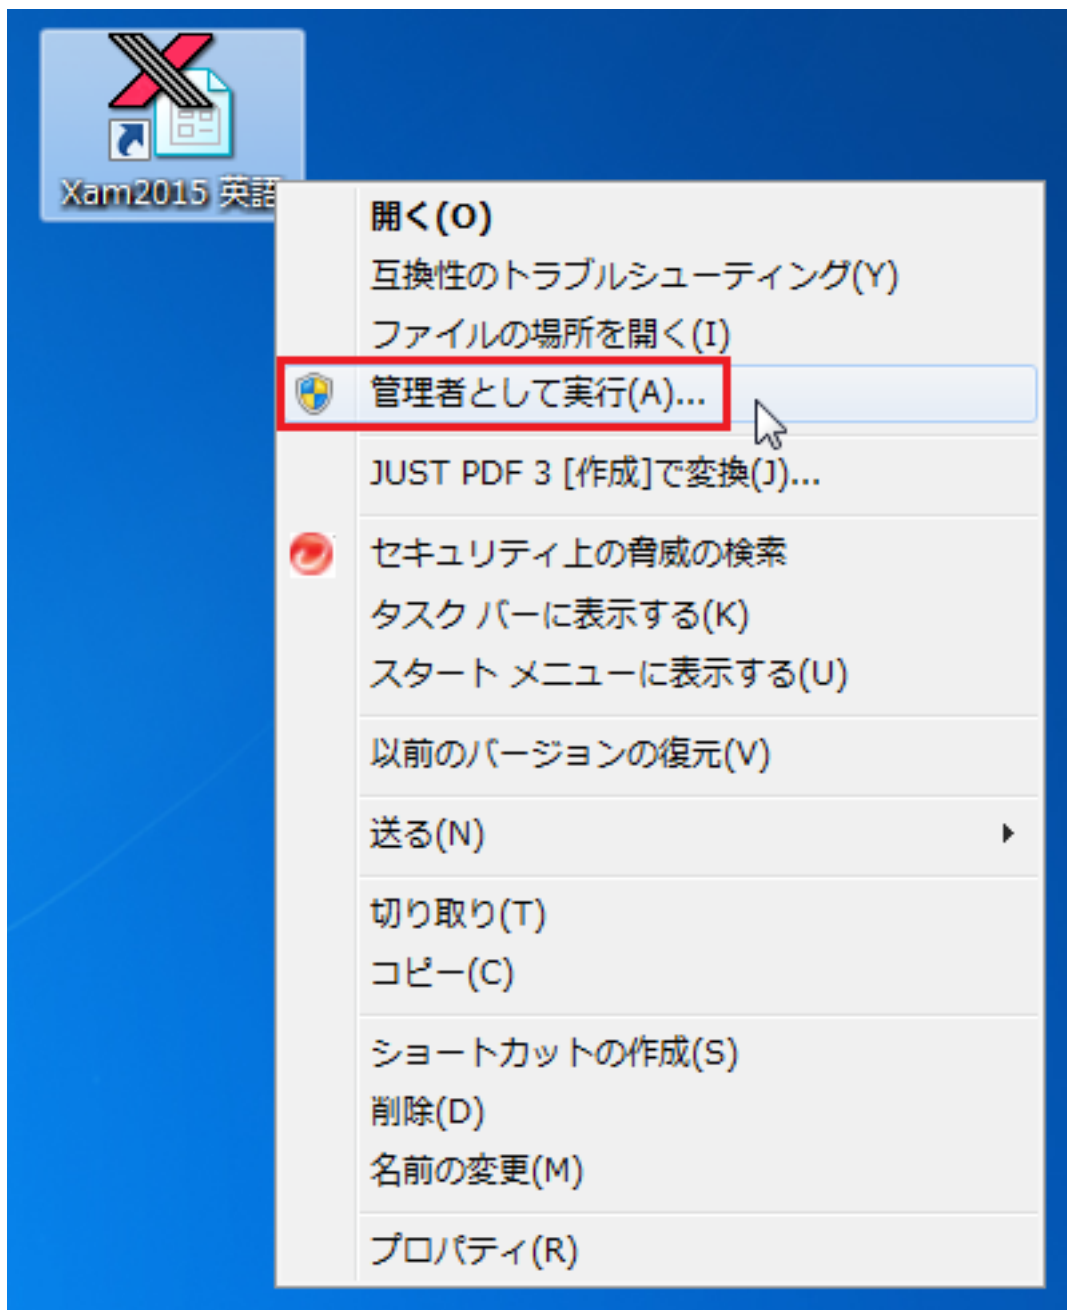 Xam2015 英語
開く(O)
互換性のトラブルシューティング(Y)
ファイルの場所を開く(I)
管理者として実行(A)...
JUST PDF 3 [作成]で変換(J)...
セキュリティ上の脅威の検索
タスク バーに表示する(K)
スタート メニューに表示する(U)
以前のバージョンの復元(V)
送る(N)
切り取り(T)
コピー(C)
ショートカットの作成(S)
削除(D)
名前の変更(M)
プロパティ(R)